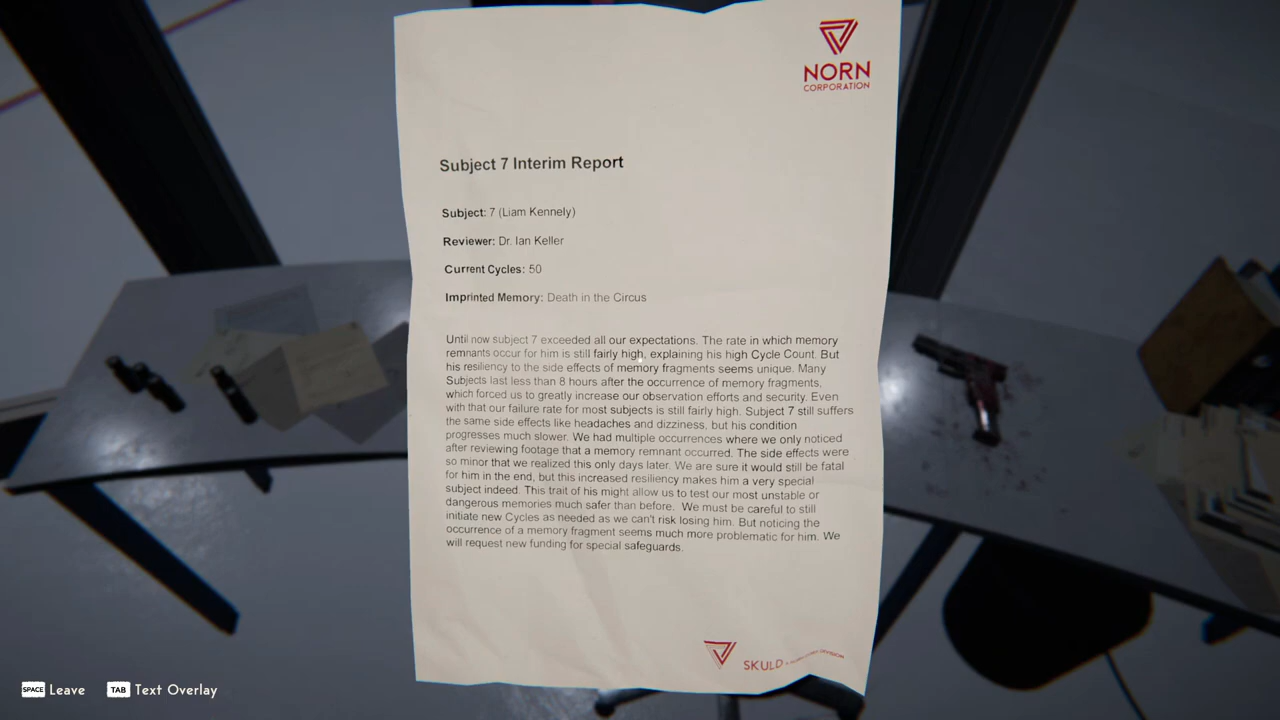 NORN
CORPORATION
Subject 7 Interim Report
Subject: 7 (Liam Kennely)
Reviewer: Dr. Ian Keller
Current Cycles: 50
Imprinted Memory: Death in the Circus
Until now subject 7 exceeded all our expectations. The rate in which memory
remnants occur for him is still fairly high, explaining his high Cycle Count. But
his resiliency to the side effects of memory fragments seems unique. Many
Subjects last less than 8 hours after the occurrence of memory fragments,
which forced us to greatly increase our observation efforts and security. Even
with that our failure rate for most subjects is still fairly high. Subject 7 still suffers
the same side effects like headaches and dizziness, but his condition
progresses much slower. We had multiple occurrences where we only noticed
after reviewing footage that a memory remnant occurred. The side effects were
so minor that we realized this only days later. We are sure it would still be fatal
for him in the end, but this increased resiliency makes him a very special
subject indeed. This trait of his might allow us to test our most unstable or
dangerous memories much safer than before. We must be careful to still
initiate new Cycles as needed as we can't risk losing him. But noticing the
occurrence of a memory fragment seems much more problematic for him. We
will request new funding for special safeguards.
SKULD
SPACE Leave TAB Text Overlay